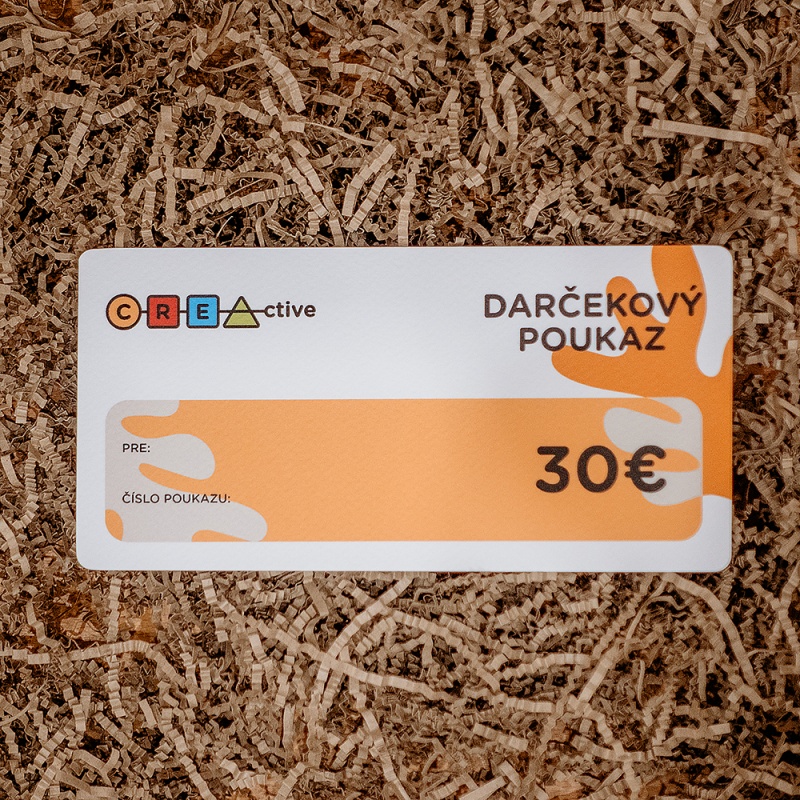 CREActive
DARČEKOVÝ
POUKAZ
PRE:
30€
ČÍSLO POUKAZU: